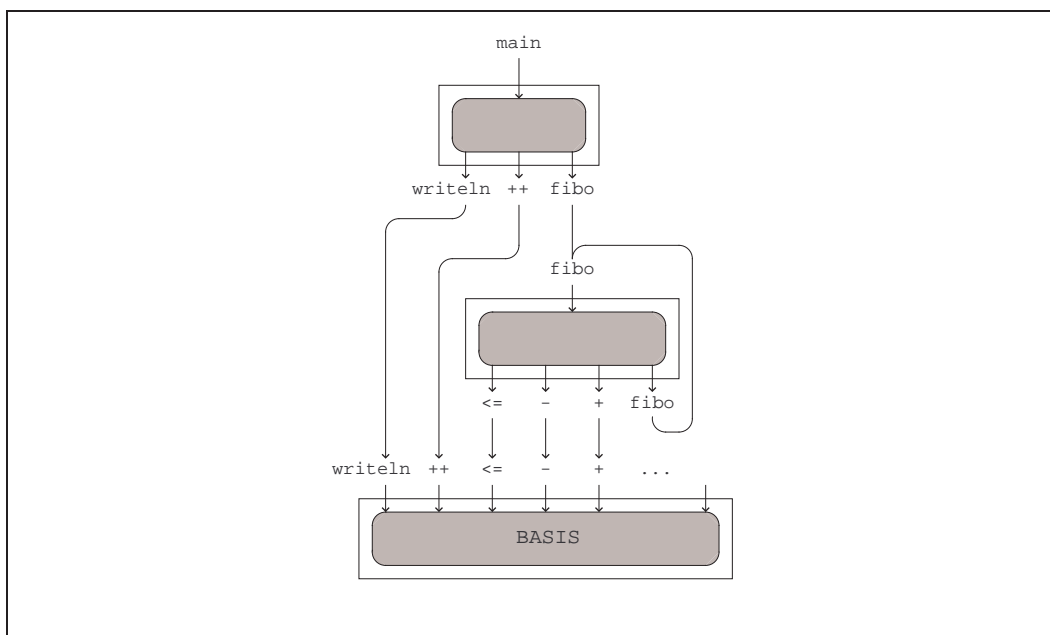 main
writeln ++ fibo
fibo
<= - + fibo
writeln ++ <= - + ...
BASIS